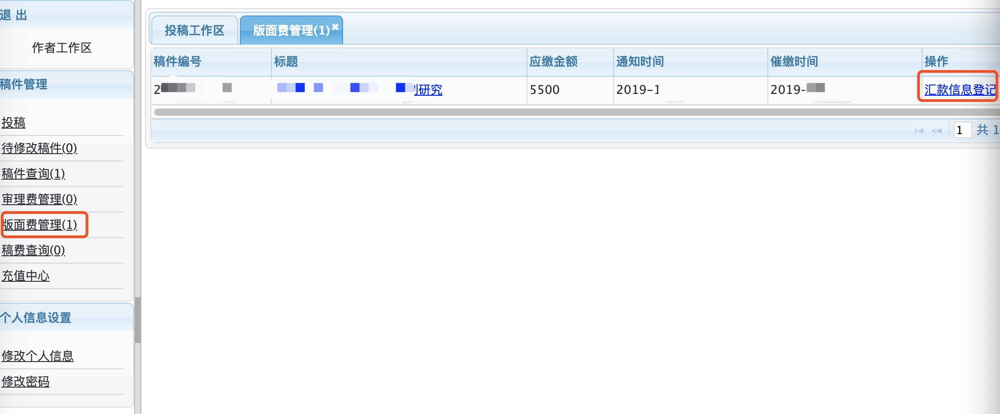 退 出
作者工作区
稿件管理
投稿
待修改稿件(0)
稿件查询(1)
审理费管理(0)
版面费管理(1)
稿费查询(0)
充值中心
个人信息设置
修改个人信息
修改密码
投稿工作区 版面费管理(1)
稿件编号 标题 应缴金额 通知时间 催缴时间 操作
2 研究 5500 2019-1 2019- 汇款信息登记
1 共 1